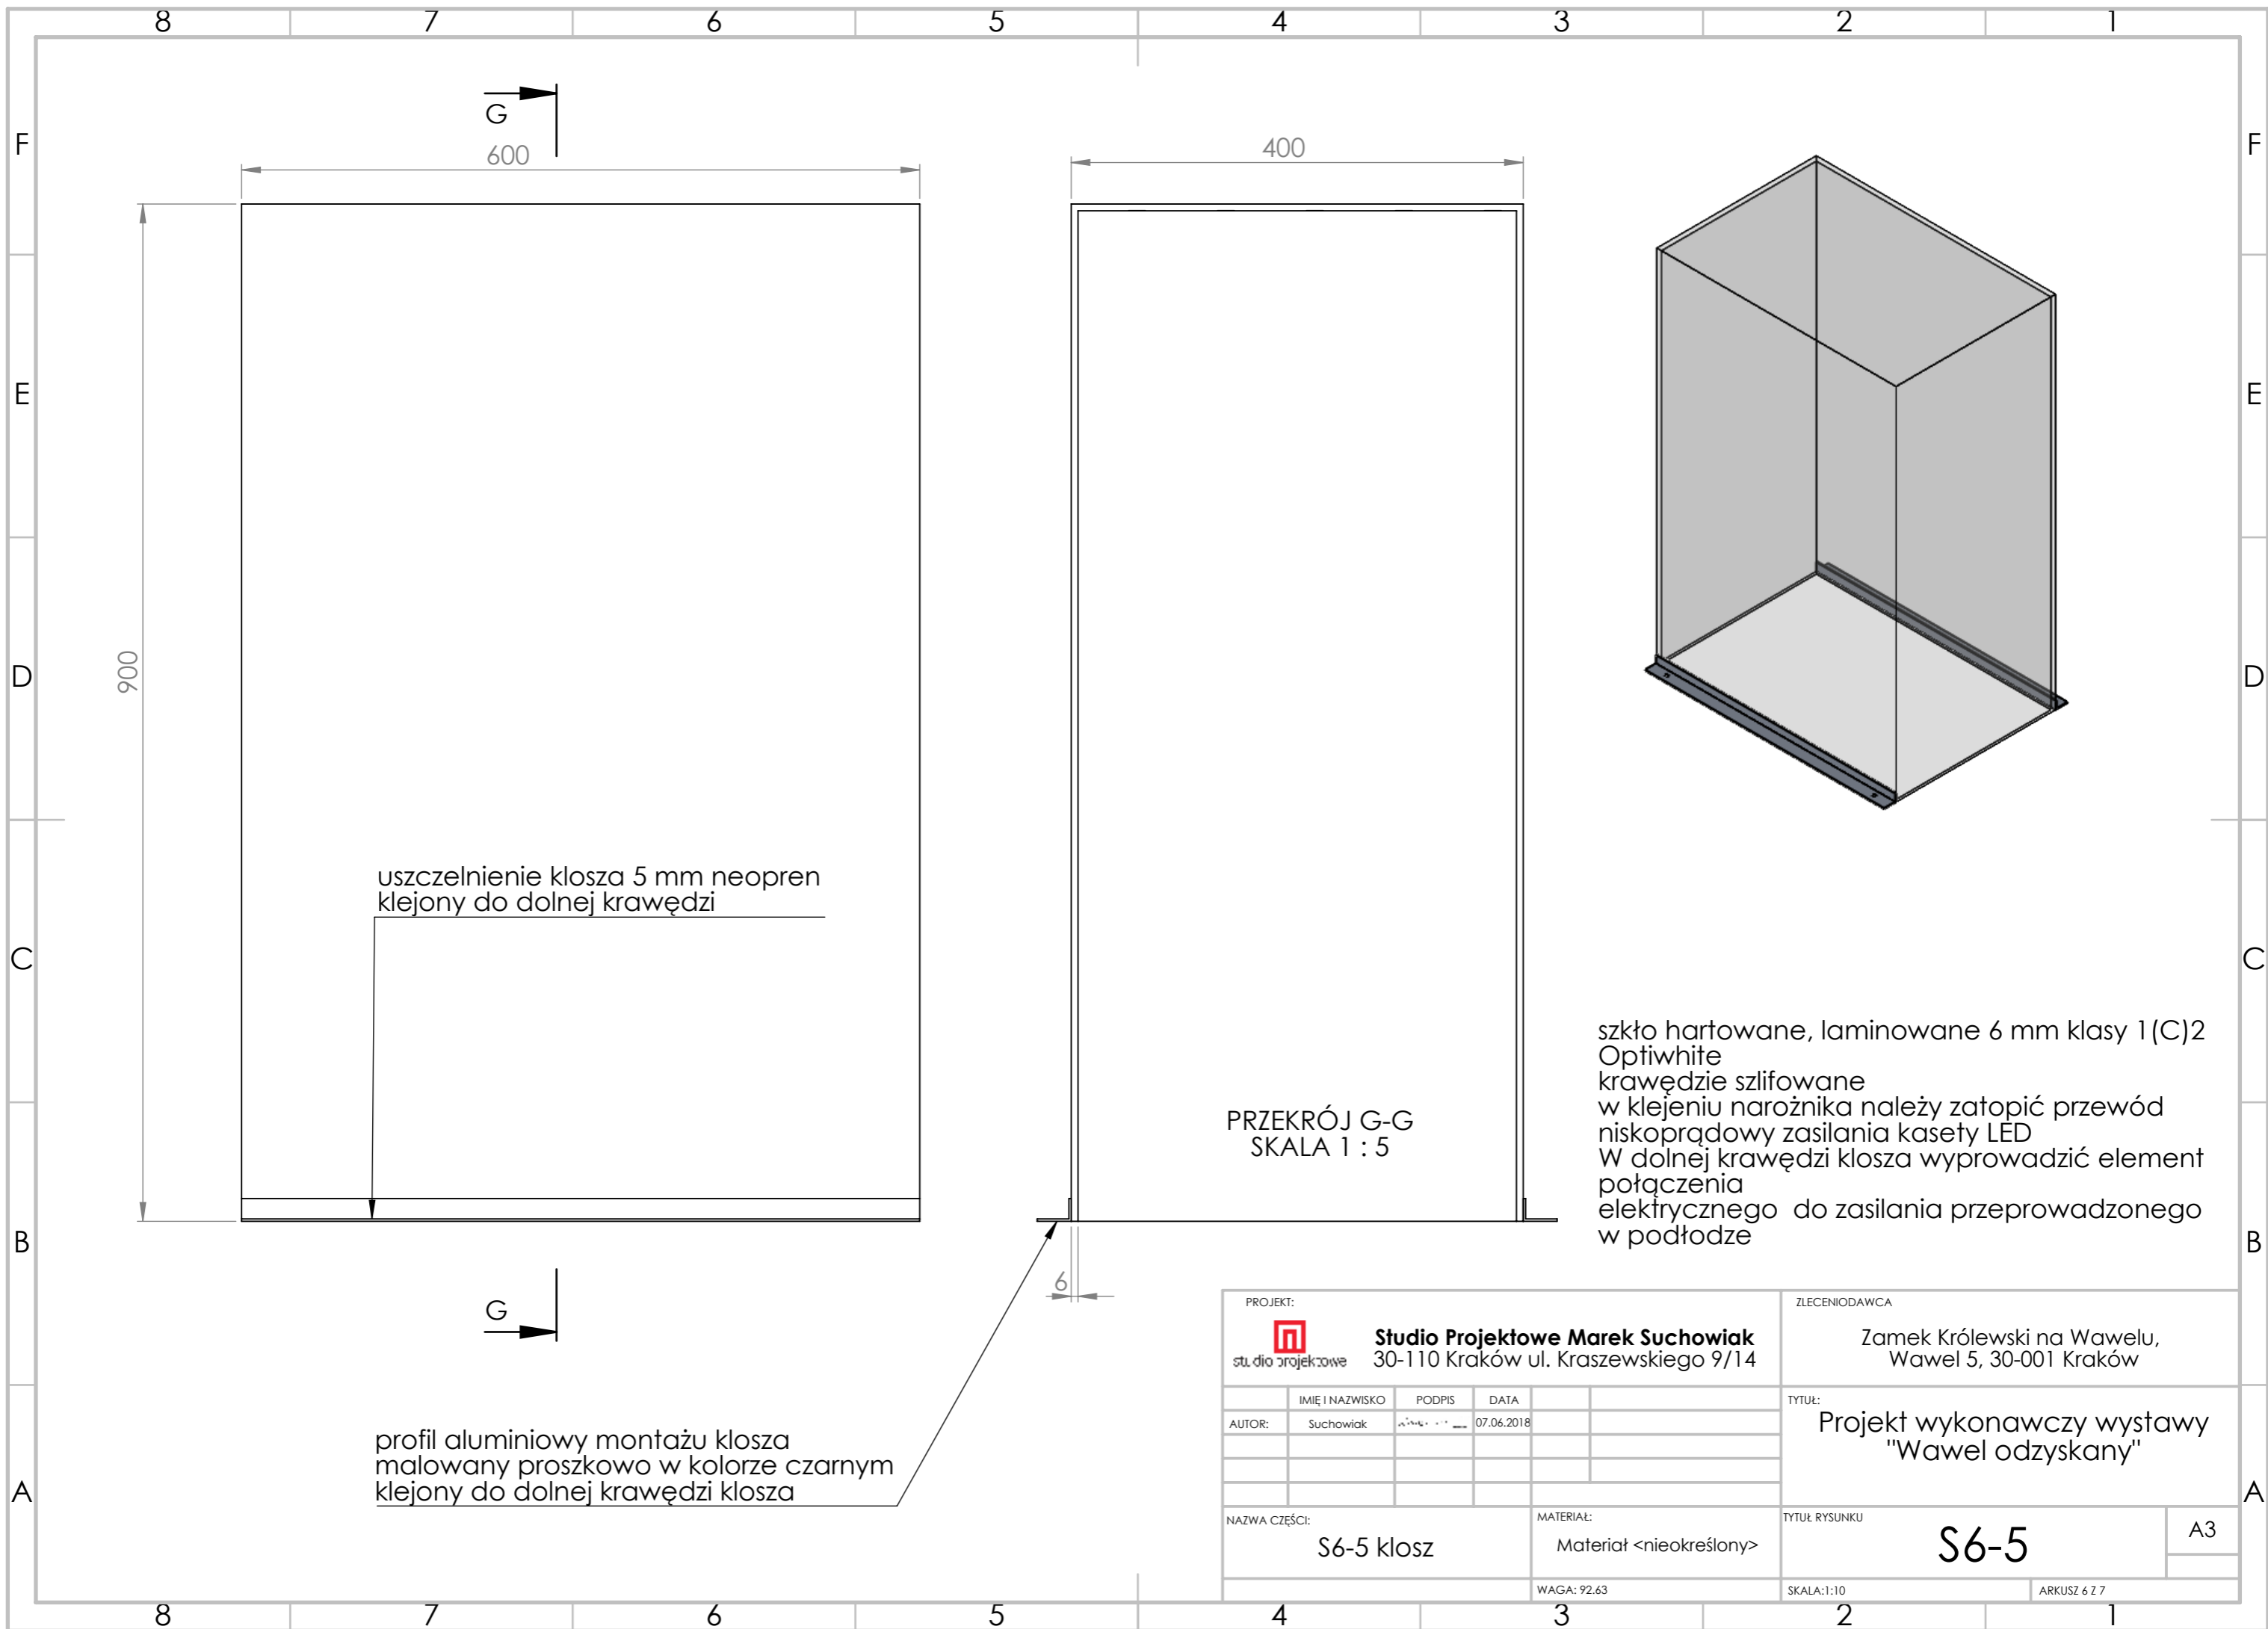 8 7 6 5 4 3 2 1
F F
E E
D D
C C
B B
A A
G
600
400
900
uszczelnienie klosza 5 mm neopren
klejony do dolnej krawędzi
PRZEKRÓJ G-G
SKALA 1 : 5
szkło hartowane, laminowane 6 mm klasy 1(C)2
Optiwhite
krawędzie szlifowane
w klejeniu narożnika należy zatopić przewód
niskoprądowy zasilania kasety LED
W dolnej krawędzi klosza wyprowadzić element
połączenia
elektrycznego do zasilania przeprowadzonego
w podłodze
6
G
profil aluminiowy montażu klosza
malowany proszkowo w kolorze czarnym
klejony do dolnej krawędzi klosza
PROJEKT:
studio projektowe
Studio Projektowe Marek Suchowiak
30-110 Kraków ul. Kraszewskiego 9/14
ZLECENIODAWCA
Zamek Królewski na Wawelu,
Wawel 5, 30-001 Kraków
IMIĘ I NAZWISKO PODPIS DATA
AUTOR: Suchowiak 07.06.2018
TYTUŁ:
Projekt wykonawczy wystawy
"Wawel odzyskany"
NAZWA CZĘŚCI:
S6-5 klosz
MATERIAŁ:
Materiał <nieokreślony>
TYTUŁ RYSUNKU
S6-5
A3
WAGA: 92.63
SKALA:1:10
ARKUSZ 6 Z 7
8 7 6 5 4 3 2 1